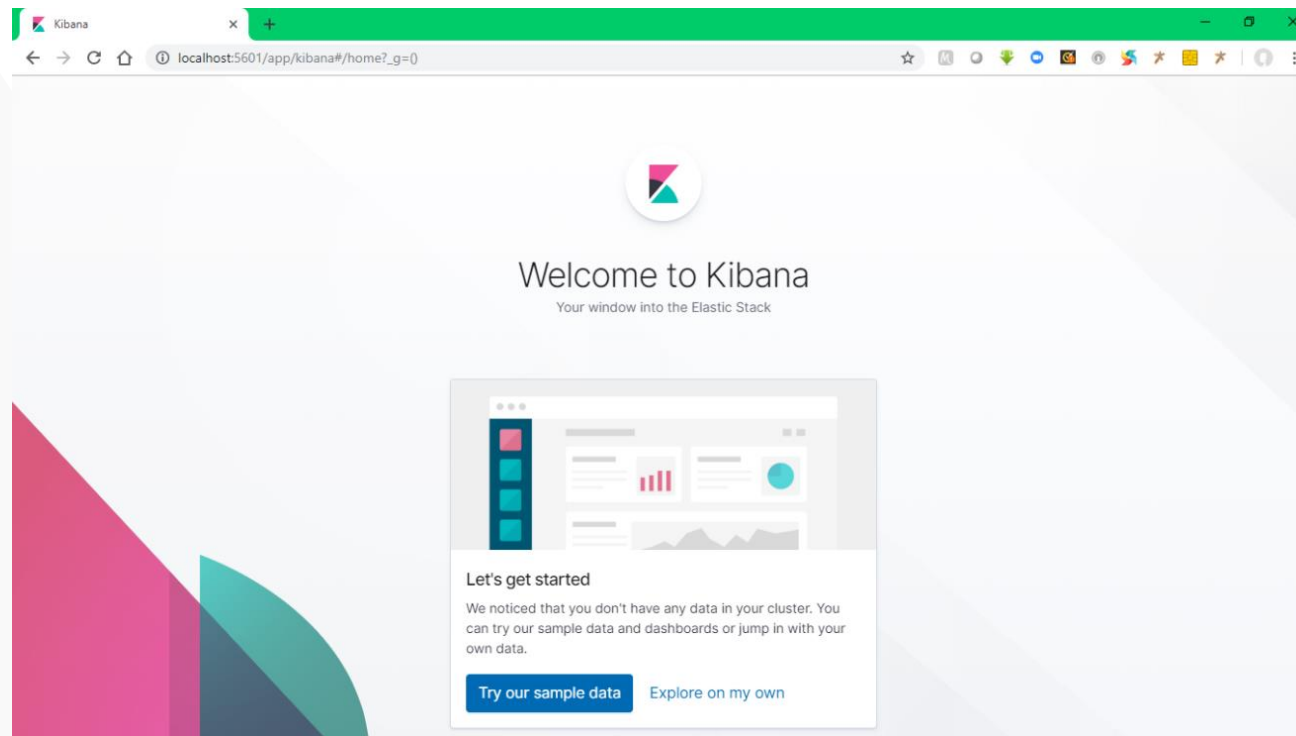 Kibana
localhost:5601/app/kibana#/home?_g=()
Welcome to Kibana
Your window into the Elastic Stack
Let's get started
We noticed that you don't have any data in your cluster. You
can try our sample data and dashboards or jump in with your
own data.
Try our sample data
Explore on my own